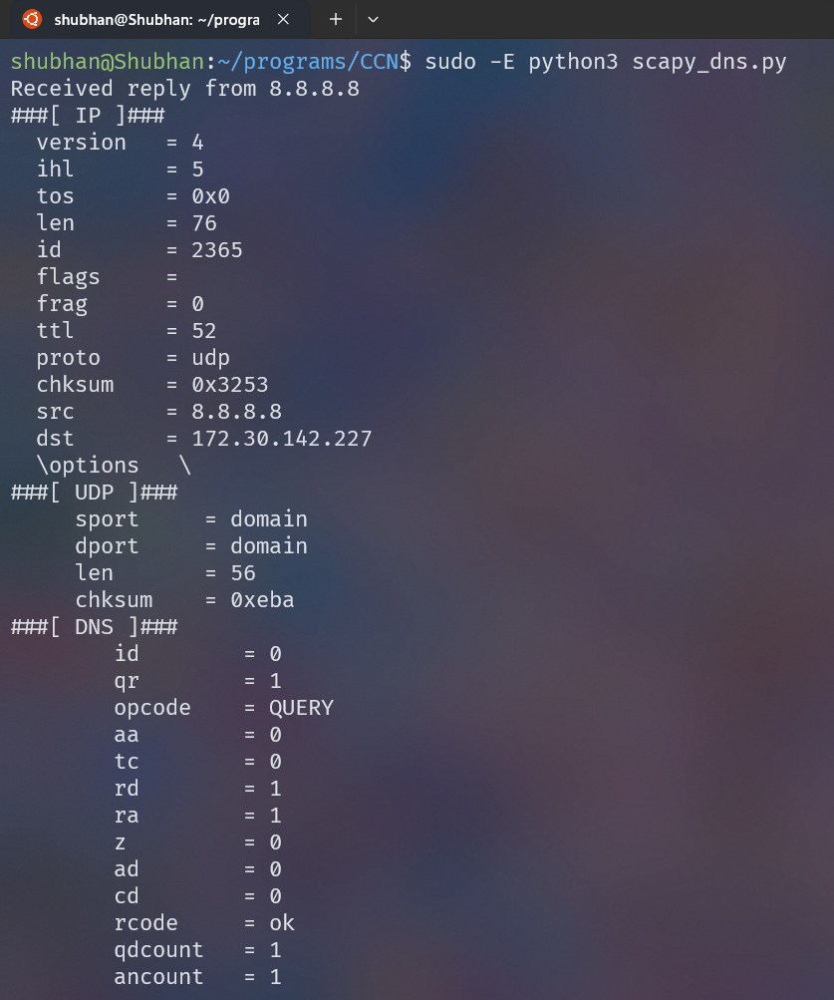 shubhan@Shubhan: ~/progra
shubhan@Shubhan:~/programs/CCN$ sudo -E python3 scapy_dns.py
Received reply from 8.8.8.8
###[ IP ]###
  version   = 4
  ihl       = 5
  tos       = 0x0
  len       = 76
  id        = 2365
  flags     =
  frag      = 0
  ttl       = 52
  proto     = udp
  chksum    = 0x3253
  src       = 8.8.8.8
  dst       = 172.30.142.227
  \options   \
###[ UDP ]###
     sport     = domain
     dport     = domain
     len       = 56
     chksum    = 0xeba
###[ DNS ]###
        id        = 0
        qr        = 1
        opcode    = QUERY
        aa        = 0
        tc        = 0
        rd        = 1
        ra        = 1
        z         = 0
        ad        = 0
        cd        = 0
        rcode     = ok
        qdcount   = 1
        ancount   = 1